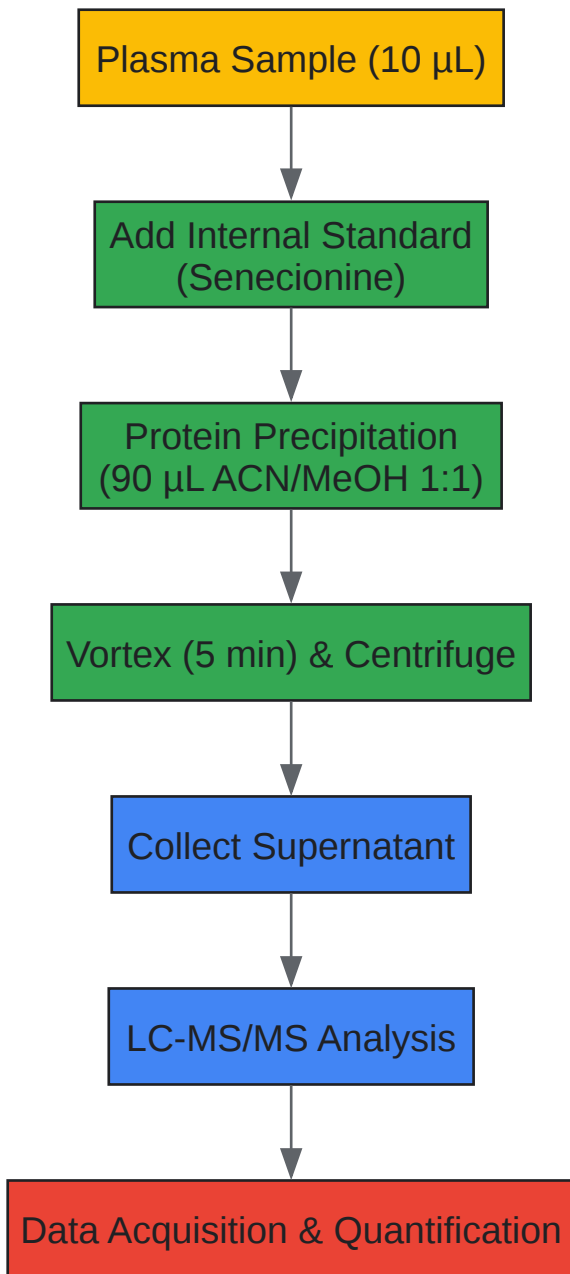 Plasma Sample (10 µL)
Add Internal Standard
(Senecionine)
Protein Precipitation
(90 µL ACN/MeOH 1:1)
Vortex (5 min) & Centrifuge
Collect Supernatant
LC-MS/MS Analysis
Data Acquisition & Quantification